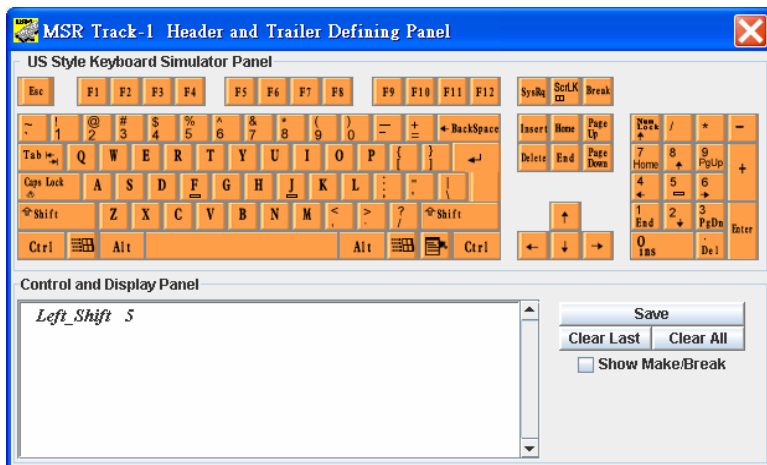 MSR Track-1 Header and Trailer Defining Panel
US Style Keyboard Simulator Panel
Esc F1 F2 F3 F4 F5 F6 F7 F8 F9 F10 F11 F12 SysRq ScrLK Break
~ ! @ # $ % ^ & * ( ) — +
` 1 2 3 4 5 6 7 8 9 0 - = ← BackSpace Insert Home Page Up Num Lock / * -
Tab Q W E R T Y U I O P { [ } ] Delete End Page Down 7 Home 8 ↑ 9 PgUp +
Caps Lock A S D F G H J K L : ; " ' | \ 4 ← 5 6 →
Shift Z X C V B N M < , > . ? / Shift ↑ 1 End 2 ↓ 3 PgDn Enter
Ctrl Alt Alt Ctrl ← ↓ → 0 Ins . Del
Control and Display Panel
Left_Shift 5
Save
Clear Last Clear All
Show Make/Break